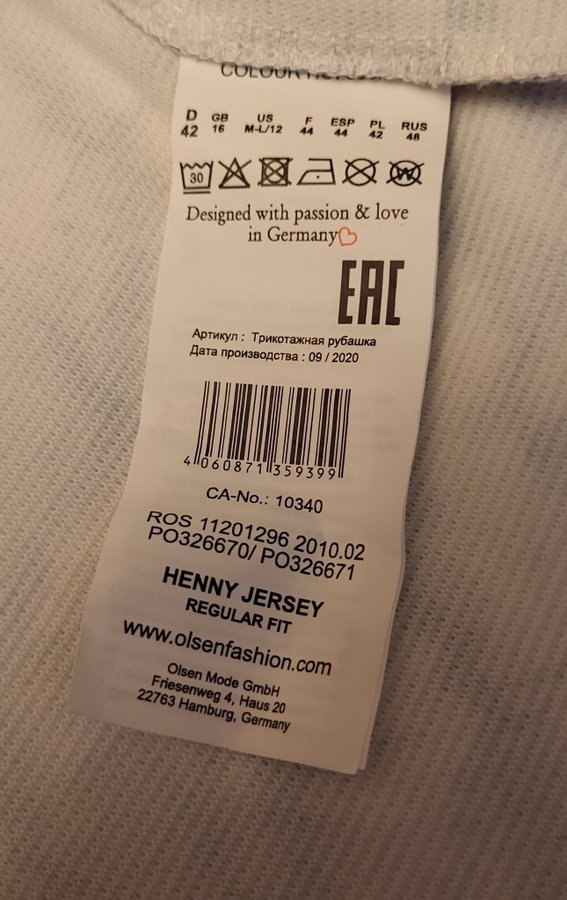 D GB US F ESP PL RUS
42 16 M-L/12 44 44 42 48
30 W
Designed with passion & love
in Germany
EAC
Артикул : Трикотажная рубашка
Дата производства : 09 / 2020
4 060871 359399
CA-No.: 10340
ROS 11201296 2010.02
PO326670/ PO326671
HENNY JERSEY
REGULAR FIT
www.olsenfashion.com
Olsen Mode GmbH
Friesenweg 4, Haus 20
22763 Hamburg, Germany